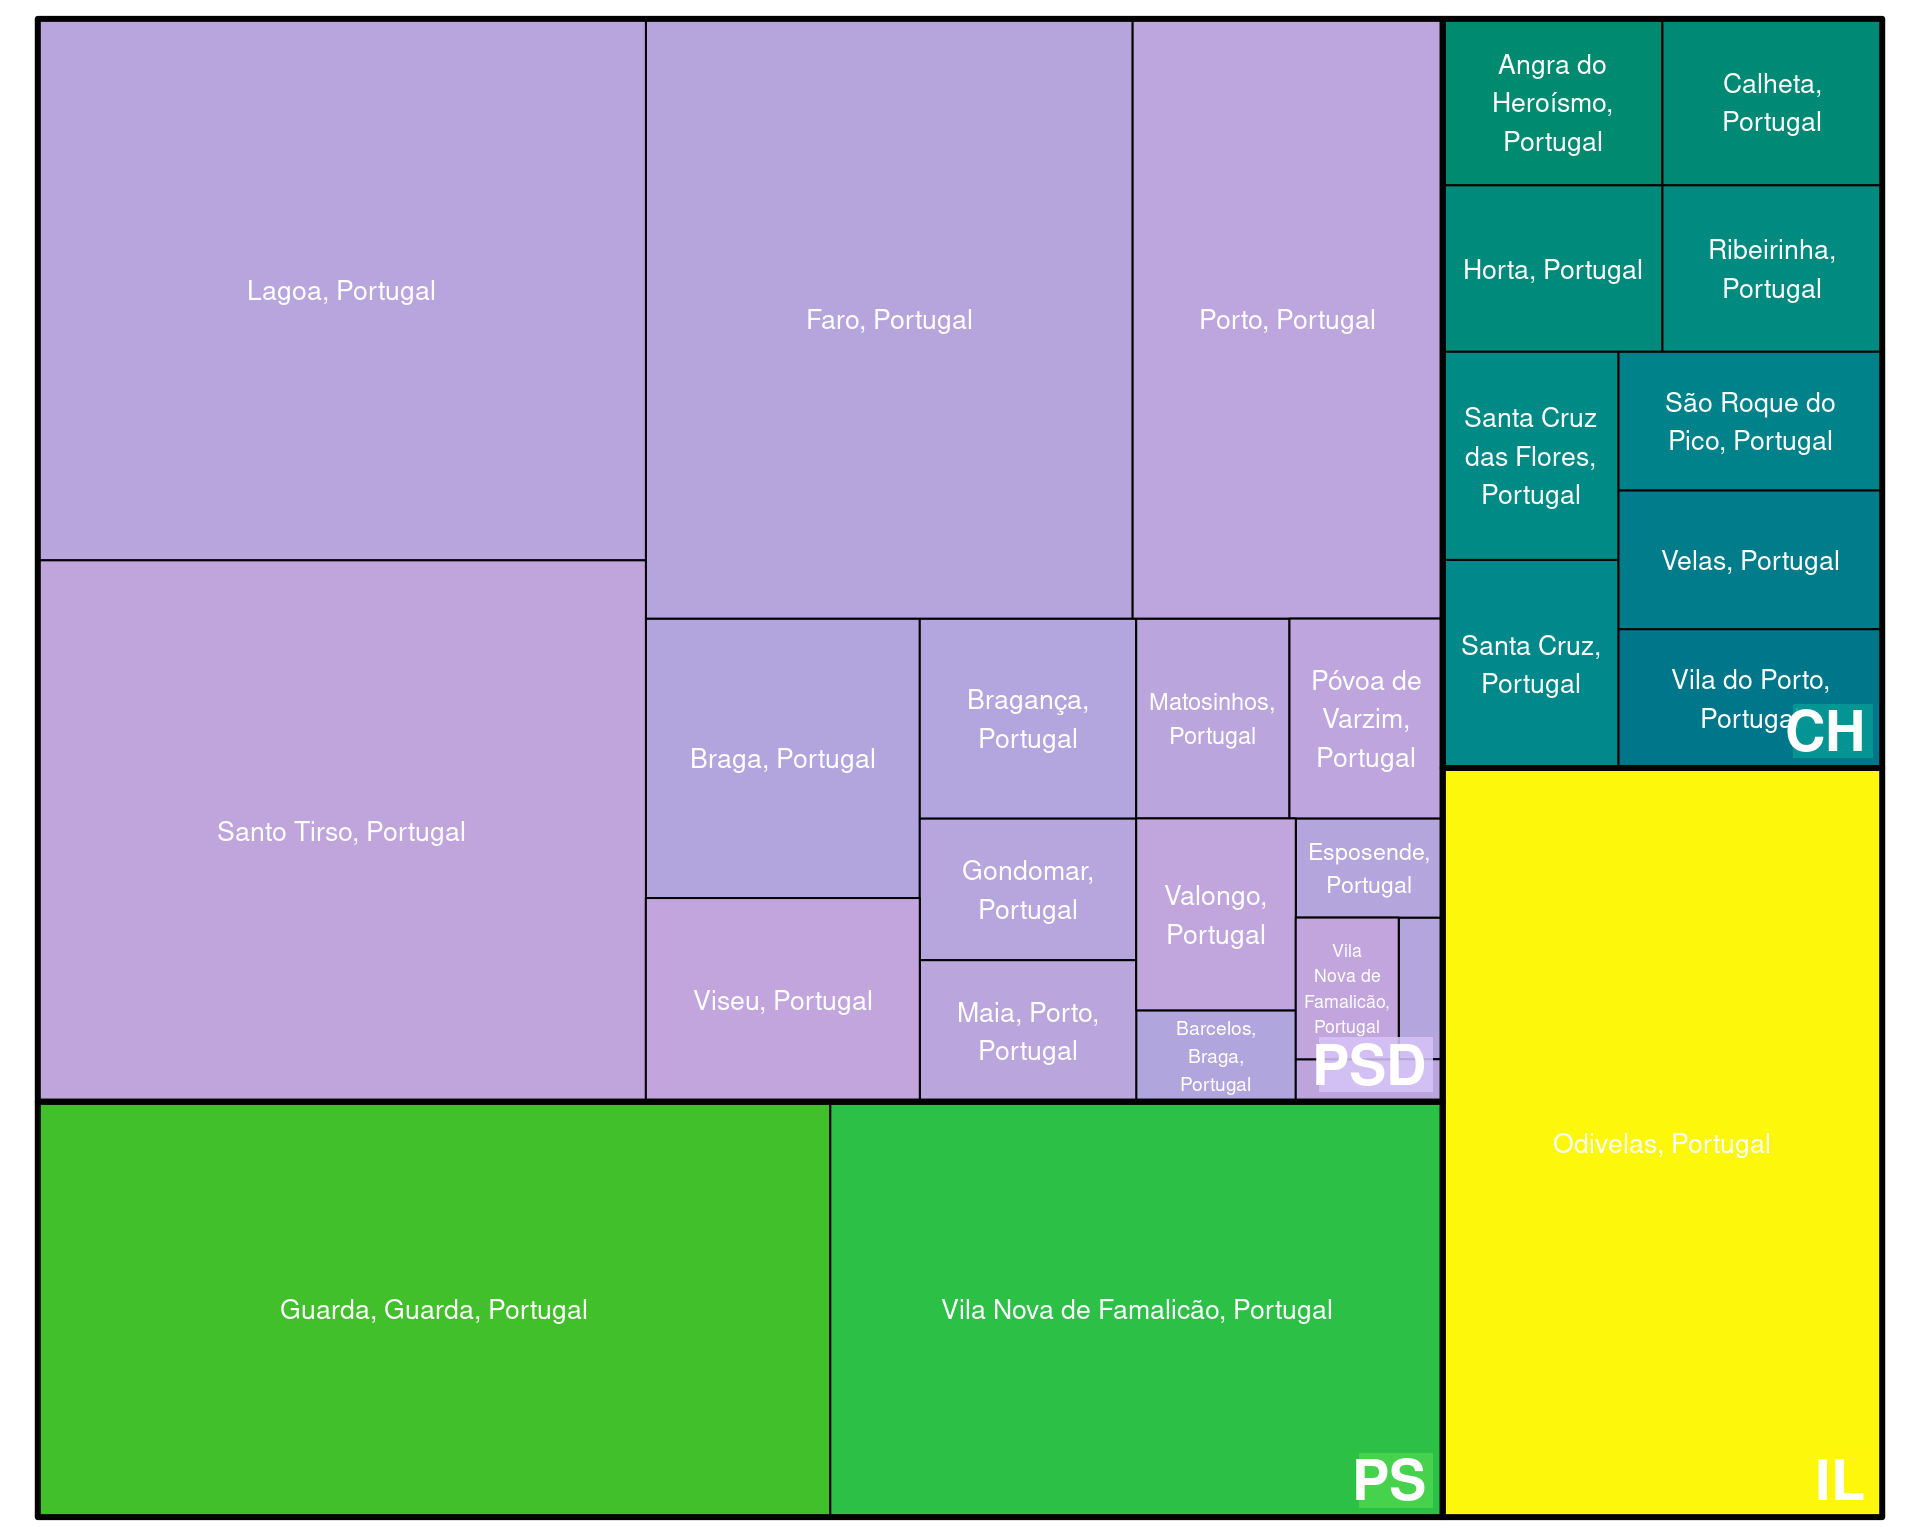 Lagoa, Portugal
Santo Tirso, Portugal
Faro, Portugal
Porto, Portugal
Braga, Portugal
Viseu, Portugal
Bragança,
Portugal
Gondomar,
Portugal
Maia, Porto,
Portugal
Matosinhos,
Portugal
Póvoa de
Varzim,
Portugal
Valongo,
Portugal
Barcelos,
Braga,
Portugal
Esposende,
Portugal
Vila
Nova de
Famalicão,
Portugal
PSD
Guarda, Guarda, Portugal
Vila Nova de Famalicão, Portugal
PS
Angra do
Heroísmo,
Portugal
Calheta,
Portugal
Horta, Portugal
Ribeirinha,
Portugal
Santa Cruz
das Flores,
Portugal
Santa Cruz,
Portugal
São Roque do
Pico, Portugal
Velas, Portugal
Vila do Porto,
Portugal
CH
Odivelas, Portugal
IL